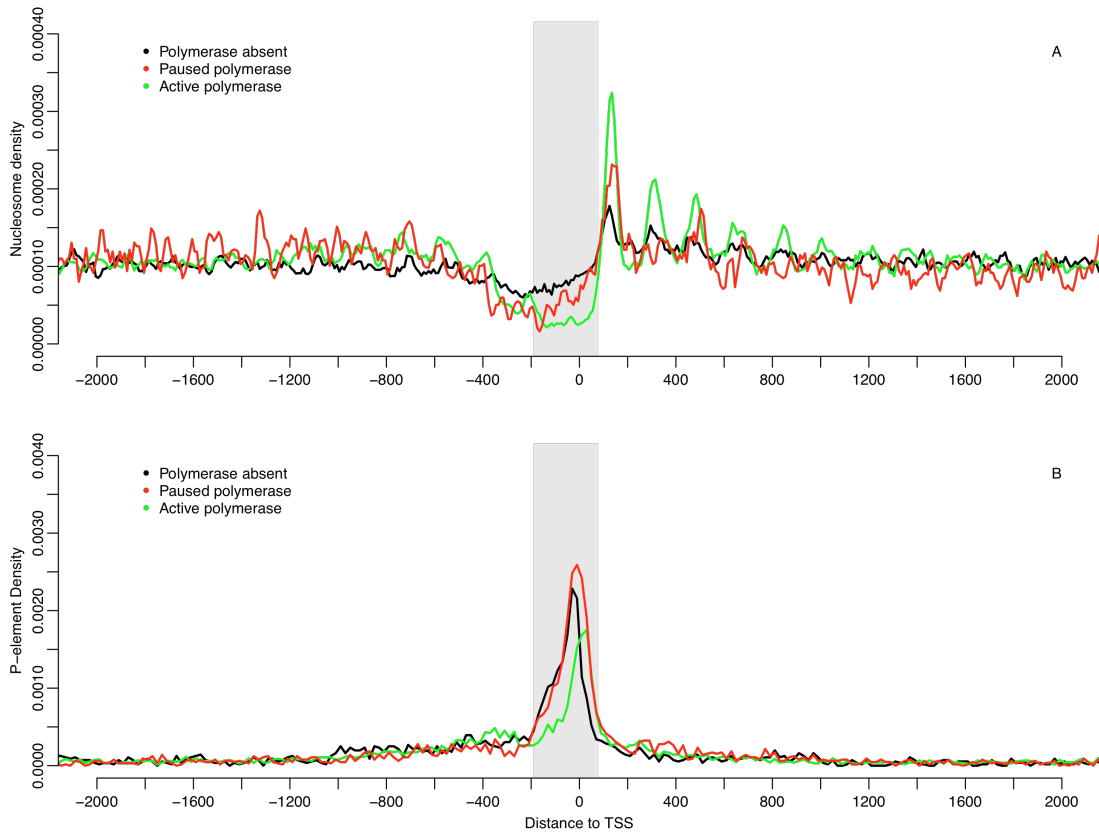 A
Polymerase absent
Paused polymerase
Active polymerase
Nucleosome density
0.00040
0.00030
0.00020
0.00010
0.00000
−2000 −1600 −1200 −800 −400 0 400 800 1200 1600 2000
B
Polymerase absent
Paused polymerase
Active polymerase
P−element Density
0.0040
0.0030
0.0020
0.0010
0.0000
−2000 −1600 −1200 −800 −400 0 400 800 1200 1600 2000
Distance to TSS